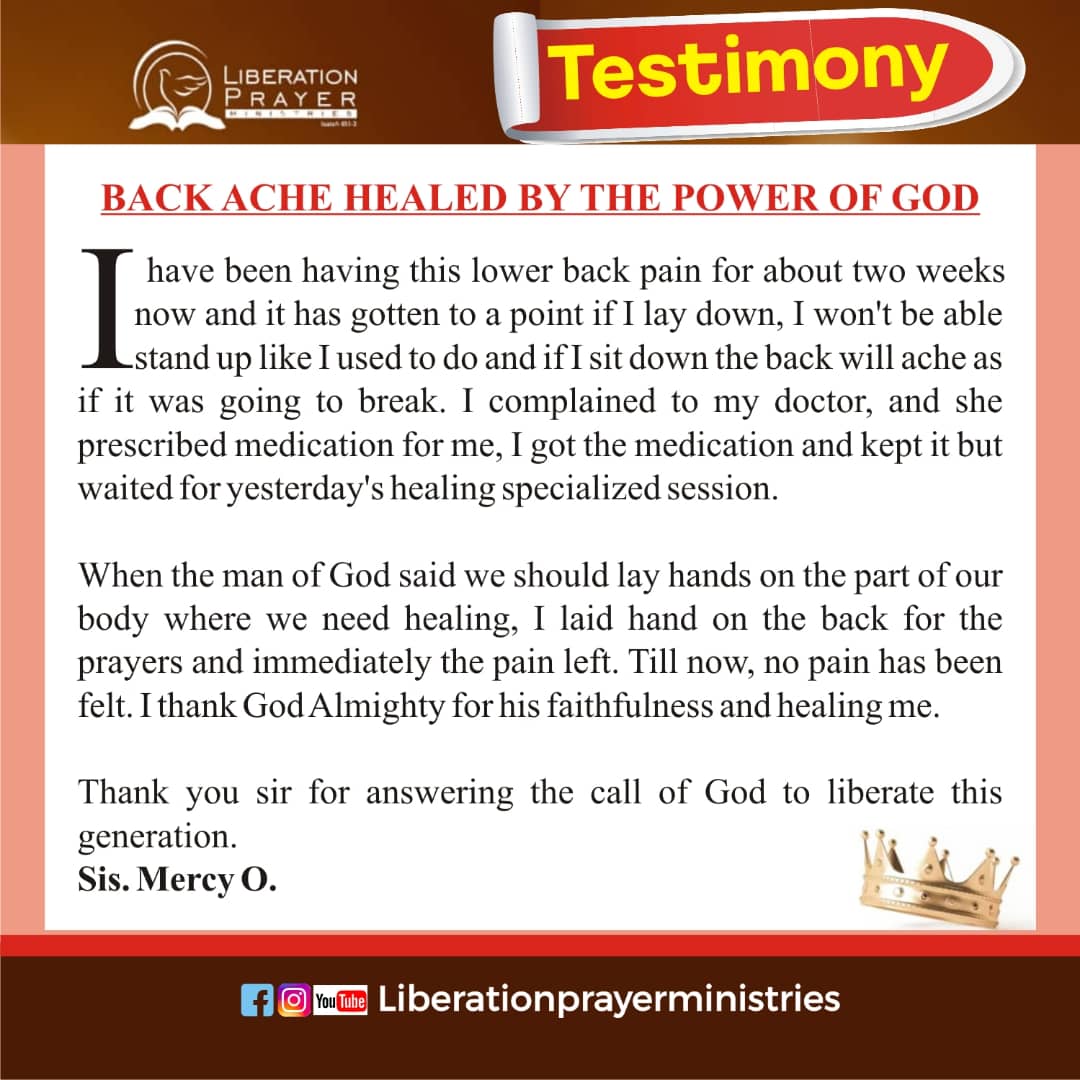 LIBERATION
PRAYER
MINISTRIES
Testimony
BACK ACHE HEALED BY THE POWER OF GOD
I have been having this lower back pain for about two weeks
now and it has gotten to a point if I lay down, I won't be able
stand up like I used to do and if I sit down the back will ache as
if it was going to break. I complained to my doctor, and she
prescribed medication for me, I got the medication and kept it but
waited for yesterday's healing specialized session.
When the man of God said we should lay hands on the part of our
body where we need healing, I laid hand on the back for the
prayers and immediately the pain left. Till now, no pain has been
felt. I thank God Almighty for his faithfulness and healing me.
Thank you sir for answering the call of God to liberate this
generation.
Sis. Mercy O.
YouTube Liberationprayerministries